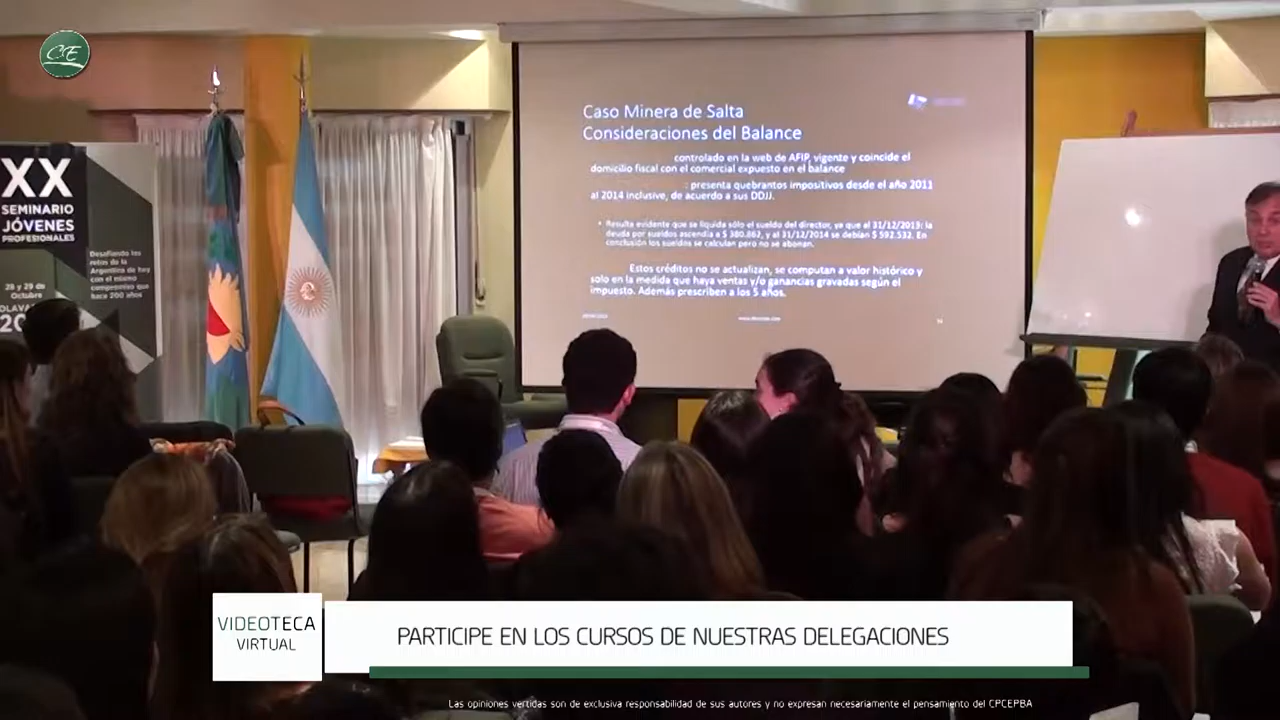 CE
XX
SEMINARIO
JÓVENES
PROFESIONALES
Desafiando los
retos de la
Argentina de hoy
con el mismo
compromiso que
hace 200 años
28 y 29 de
Octubre
OLAVA
20
Caso Minera de Salta
Consideraciones del Balance
controlado en la web de AFIP, vigente y coincide el
domicilio fiscal con el comercial expuesto en el balance
: presenta quebrantos impositivos desde el año 2011
al 2014 inclusive, de acuerdo a sus DDJJ.
• Resulta evidente que se liquida sólo el sueldo del director, ya que al 31/12/2013: la
deuda por sueldos ascendía a $ 380.862, y al 31/12/2014 se debían $ 592.532. En
conclusión los sueldos se calculan pero no se abonan.
Estos créditos no se actualizan, se computan a valor histórico y
solo en la medida que haya ventas y/o ganancias gravadas según el
impuesto. Además prescriben a los 5 años.
VIDEOTECA
VIRTUAL
PARTICIPE EN LOS CURSOS DE NUESTRAS DELEGACIONES
Las opiniones vertidas son de exclusiva responsabilidad de sus autores y no expresan necesariamente el pensamiento del CPCEPBA